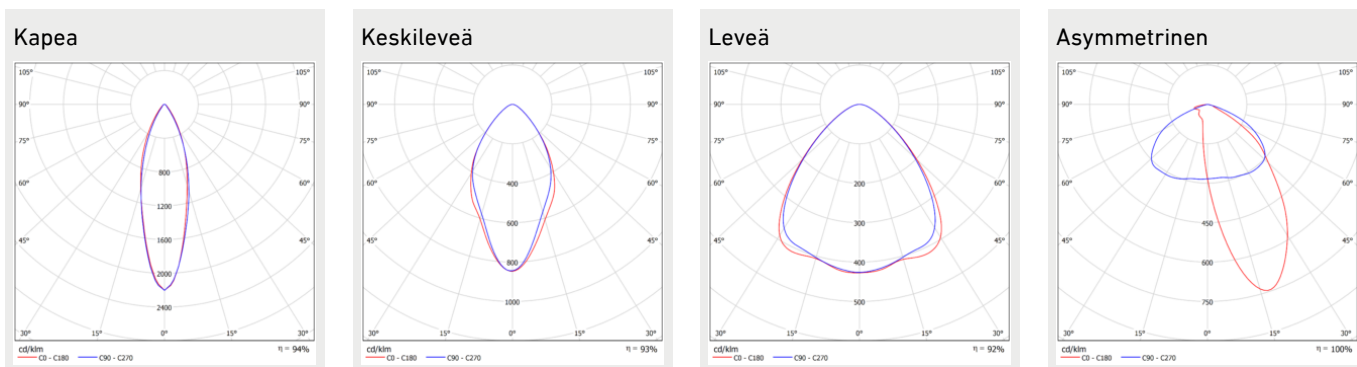 Kapea
105° 105°
90° 90°
75° 75°
800
60° 60°
1200
45° 1600 45°
2000
2400
30° 15° 0° 15° 30°
cd/klm η = 94%
C0 - C180 C90 - C270
Keskileveä
105° 105°
90° 90°
75° 75°
400
60° 60°
600
45° 45°
800
1000
30° 15° 0° 15° 30°
cd/klm η = 93%
C0 - C180 C90 - C270
Leveä
105° 105°
90° 90°
75° 75°
200
60° 60°
300
45° 45°
400
500
30° 15° 0° 15° 30°
cd/klm η = 92%
C0 - C180 C90 - C270
Asymmetrinen
105° 105°
90° 90°
75° 75°
60° 60°
450
45° 45°
600
750
30° 15° 0° 15° 30°
cd/klm η = 100%
C0 - C180 C90 - C270